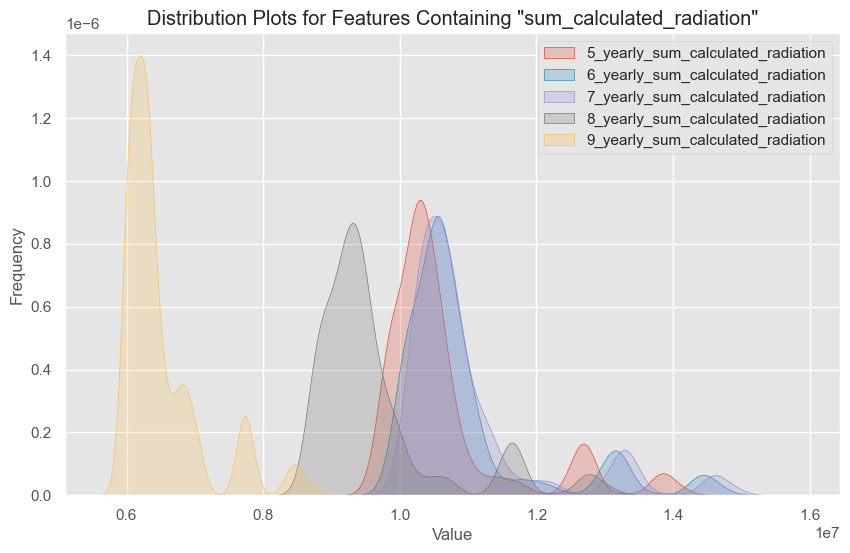 Distribution Plots for Features Containing "sum_calculated_radiation"
1e−6
1.4
1.2
1.0
0.8
0.6
0.4
0.2
0.0
Frequency
5_yearly_sum_calculated_radiation
6_yearly_sum_calculated_radiation
7_yearly_sum_calculated_radiation
8_yearly_sum_calculated_radiation
9_yearly_sum_calculated_radiation
0.6 0.8 1.0 1.2 1.4 1.6
Value
1e7